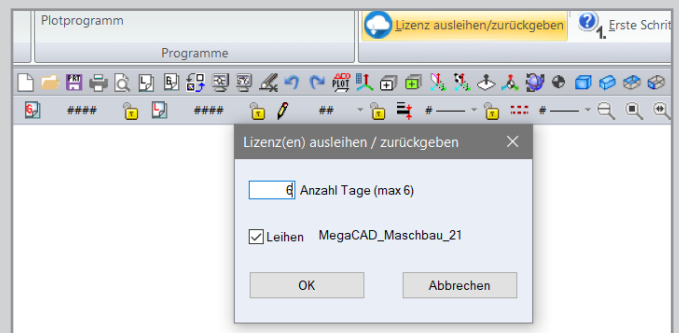 Plotprogramm
Lizenz ausleihen/zurückgeben
1. Erste Schrit
Programme
####
####
##
#
#
Lizenz(en) ausleihen / zurückgeben
6 Anzahl Tage (max 6)
Leihen MegaCAD_Maschbau_21
OK
Abbrechen